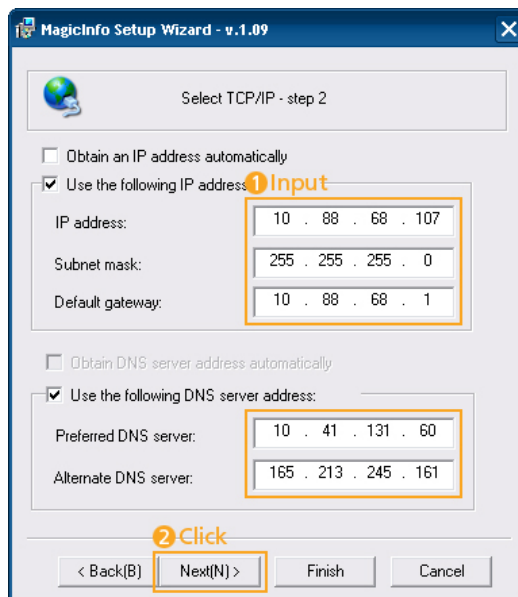 MagicInfo Setup Wizard - v.1.09
Select TCP/IP - step 2
Obtain an IP address automatically
Use the following IP address
1 Input
IP address: 10 . 88 . 68 . 107
Subnet mask: 255 . 255 . 255 . 0
Default gateway: 10 . 88 . 68 . 1
Obtain DNS server address automatically
Use the following DNS server address:
Preferred DNS server: 10 . 41 . 131 . 60
Alternate DNS server: 165 . 213 . 245 . 161
2 Click
< Back(B) Next(N) > Finish Cancel